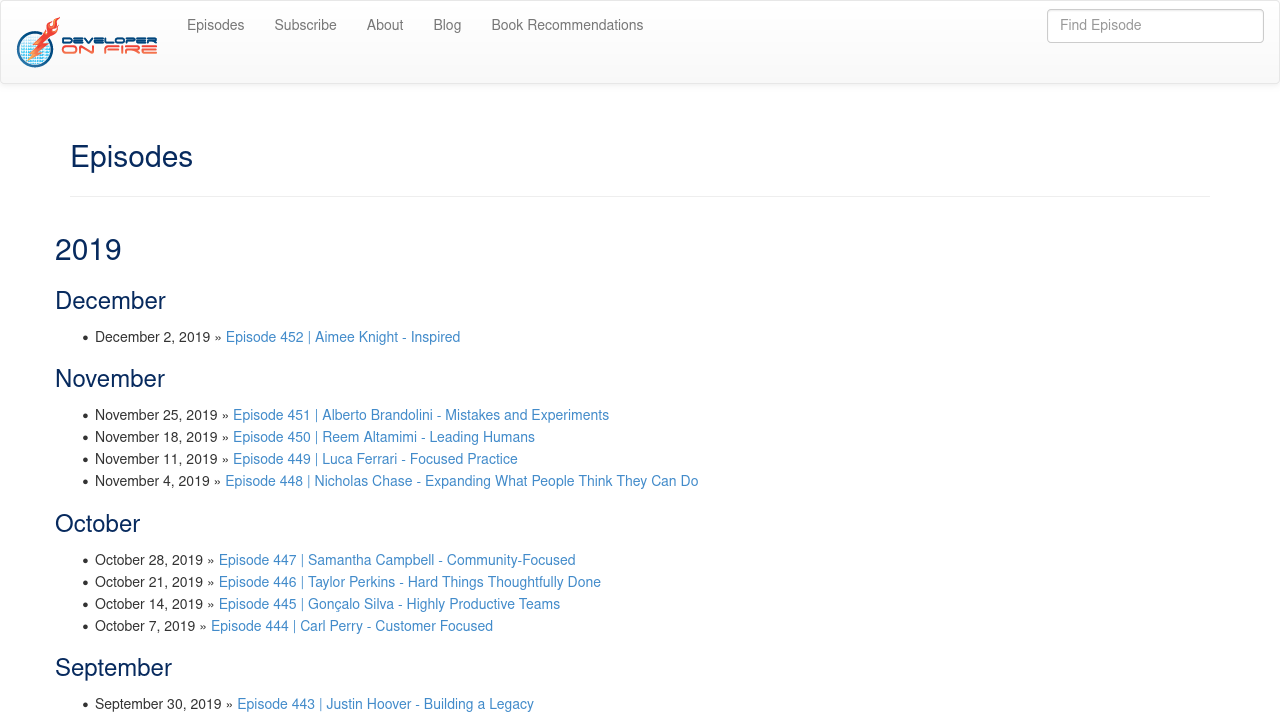 DEVELOPER
ON FIRE
Episodes
Subscribe
About
Blog
Book Recommendations
Find Episode
Episodes
2019
December
• December 2, 2019 » Episode 452 | Aimee Knight - Inspired
November
• November 25, 2019 » Episode 451 | Alberto Brandolini - Mistakes and Experiments
• November 18, 2019 » Episode 450 | Reem Altamimi - Leading Humans
• November 11, 2019 » Episode 449 | Luca Ferrari - Focused Practice
• November 4, 2019 » Episode 448 | Nicholas Chase - Expanding What People Think They Can Do
October
• October 28, 2019 » Episode 447 | Samantha Campbell - Community-Focused
• October 21, 2019 » Episode 446 | Taylor Perkins - Hard Things Thoughtfully Done
• October 14, 2019 » Episode 445 | Gonçalo Silva - Highly Productive Teams
• October 7, 2019 » Episode 444 | Carl Perry - Customer Focused
September
• September 30, 2019 » Episode 443 | Justin Hoover - Building a Legacy